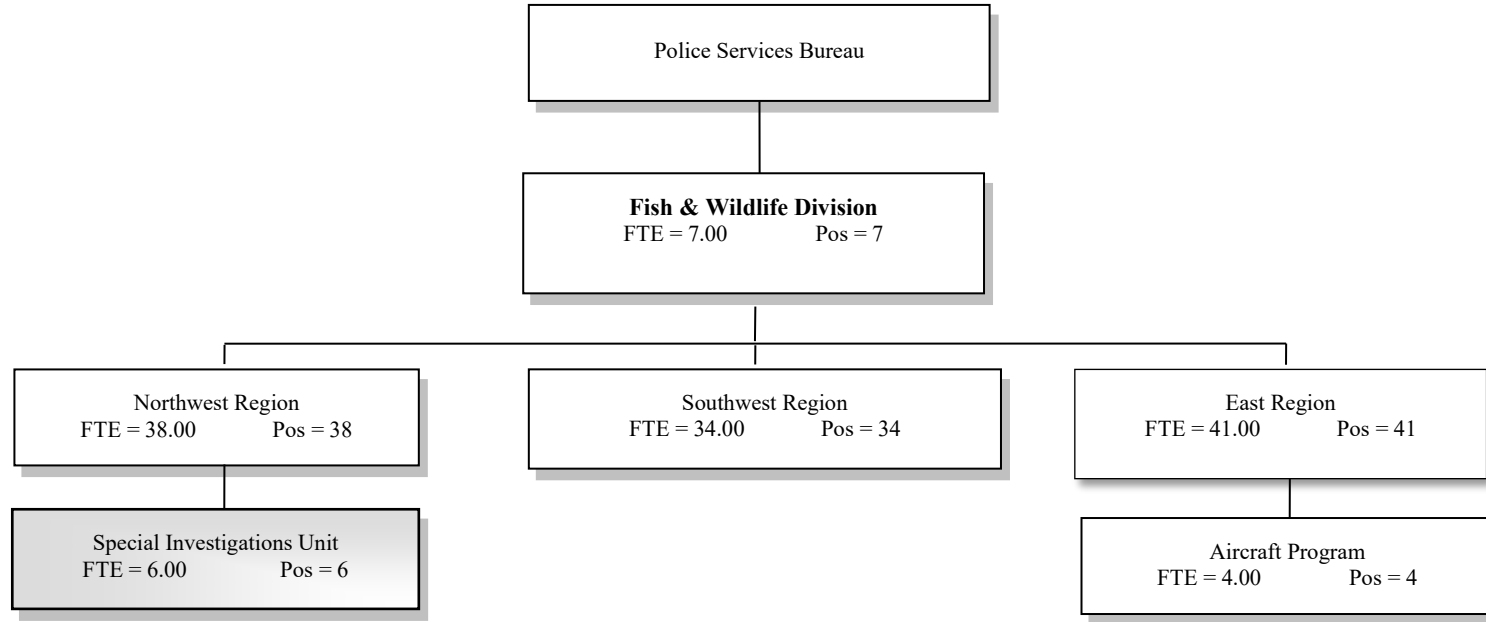 Police Services Bureau
Fish & Wildlife Division
FTE = 7.00 Pos = 7
Northwest Region
FTE = 38.00 Pos = 38
Southwest Region
FTE = 34.00 Pos = 34
East Region
FTE = 41.00 Pos = 41
Special Investigations Unit
FTE = 6.00 Pos = 6
Aircraft Program
FTE = 4.00 Pos = 4